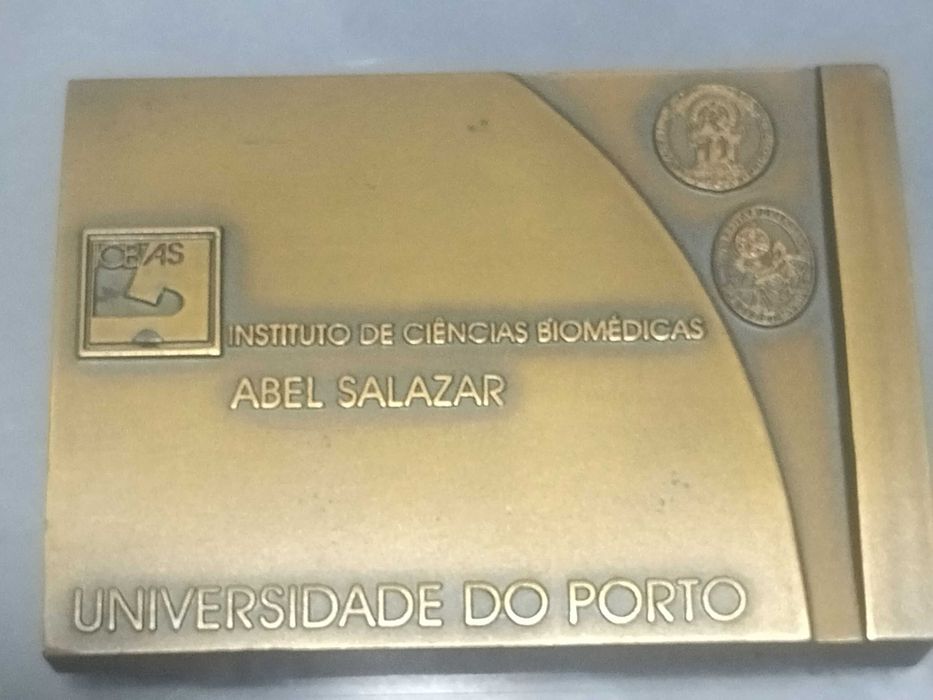 ICBAS
INSTITUTO DE CIÊNCIAS BIOMÉDICAS
ABEL SALAZAR
UNIVERSIDADE DO PORTO